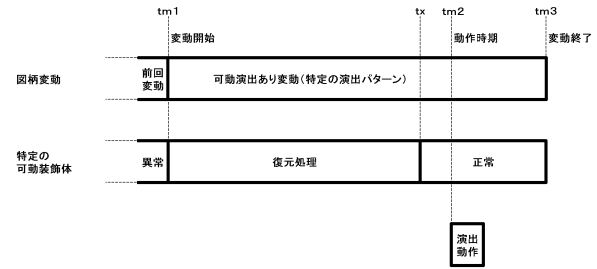 tm1
tx
tm2
tm3
変動開始
動作時期
変動終了
図柄変動
前回
変動
可動演出あり変動(特定の演出パターン)
特定の
可動装飾体
異常
復元処理
正常
演出
動作